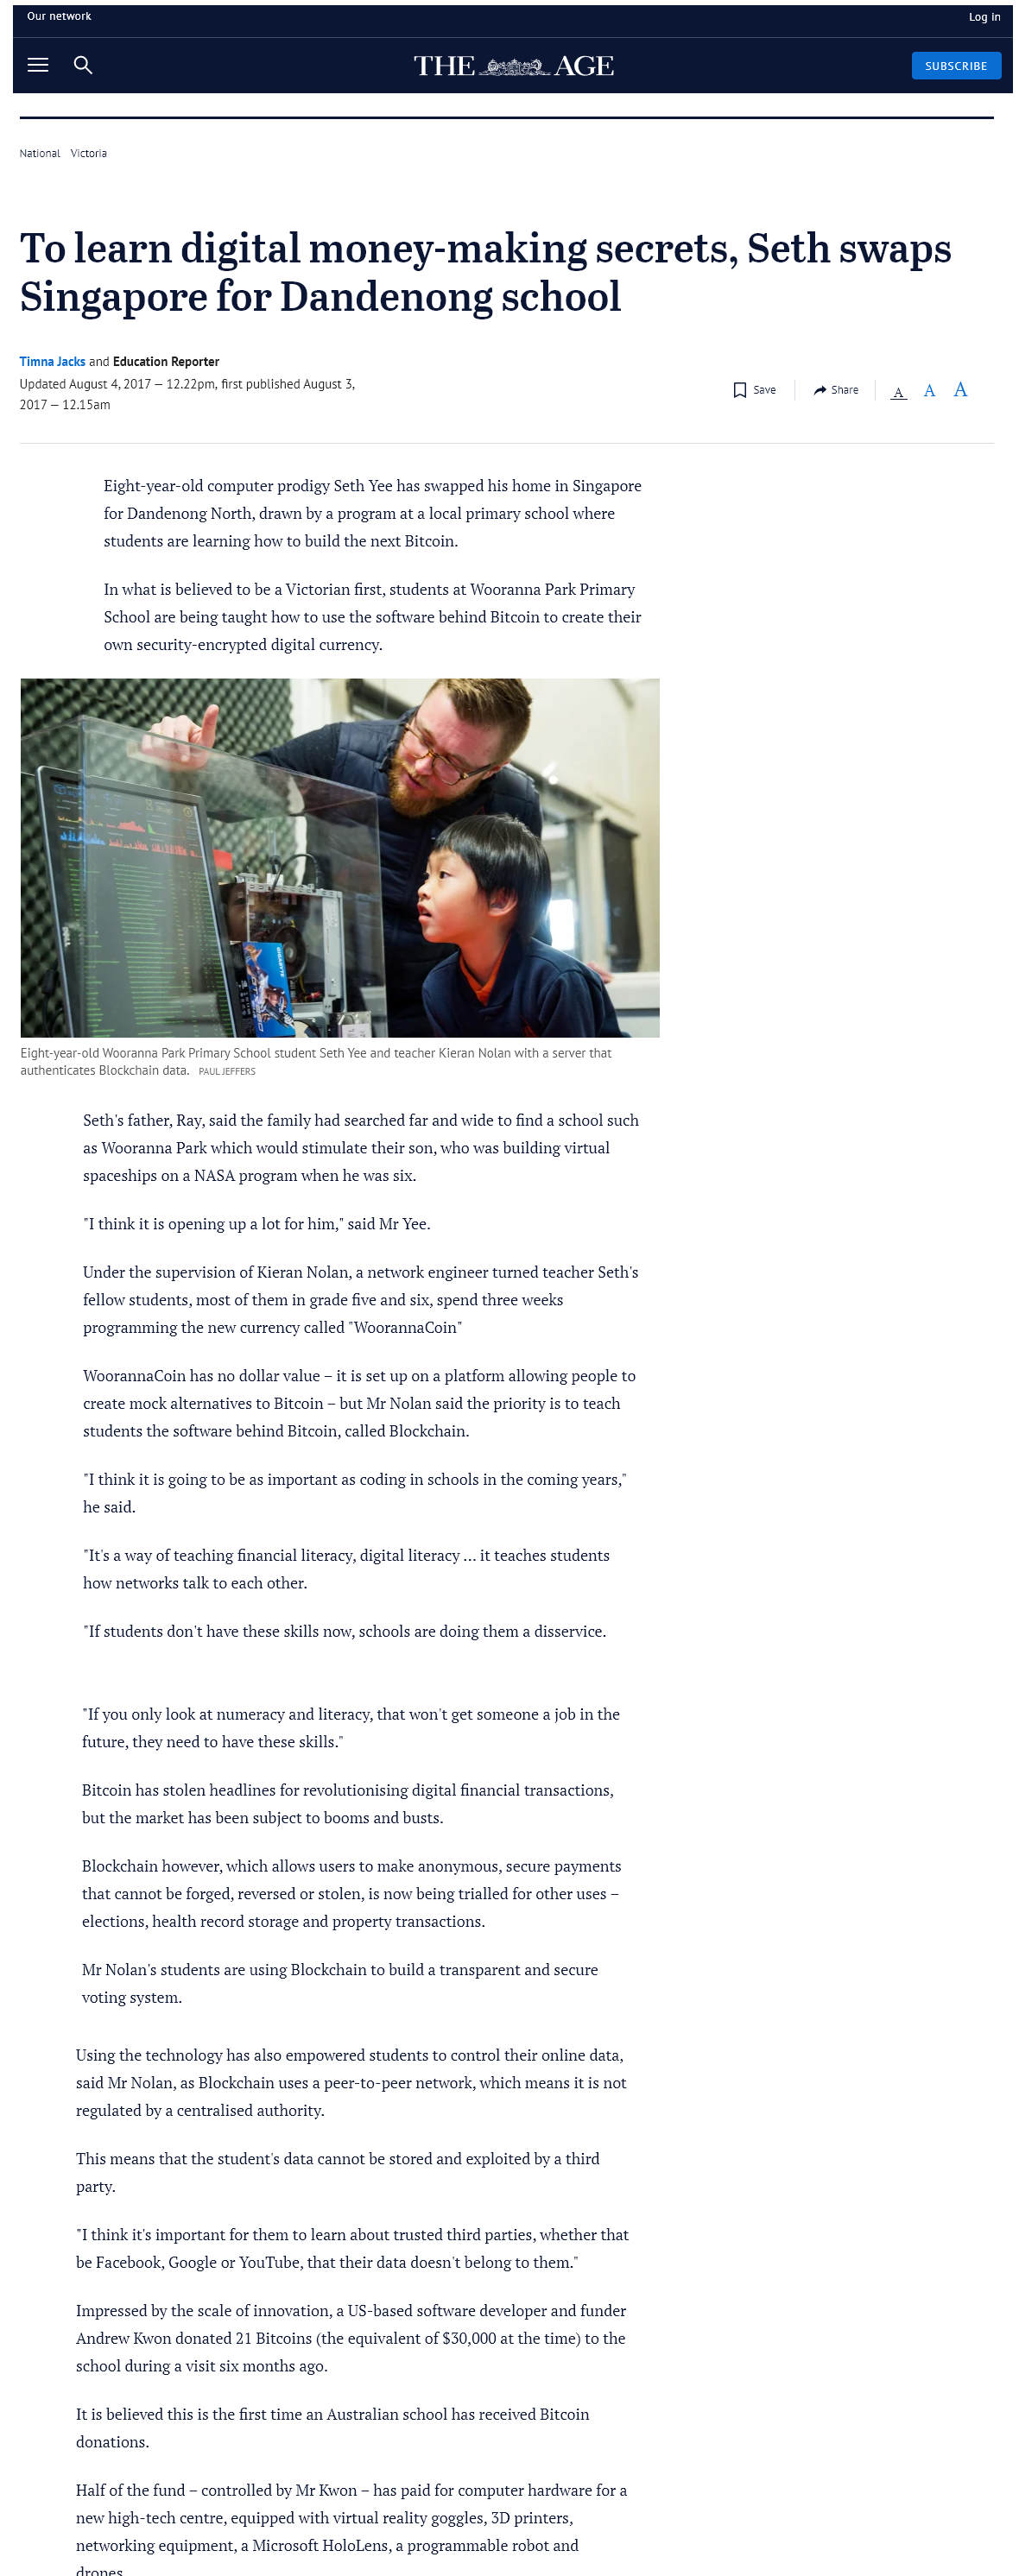 Our network
Log in
THE AGE
SUBSCRIBE
National Victoria
To learn digital money-making secrets, Seth swaps
Singapore for Dandenong school
Timna Jacks and Education Reporter
Updated August 4, 2017 — 12.22pm, first published August 3,
2017 — 12.15am
Save
Share
A A A
Eight-year-old computer prodigy Seth Yee has swapped his home in Singapore
for Dandenong North, drawn by a program at a local primary school where
students are learning how to build the next Bitcoin.
In what is believed to be a Victorian first, students at Wooranna Park Primary
School are being taught how to use the software behind Bitcoin to create their
own security-encrypted digital currency.
Eight-year-old Wooranna Park Primary School student Seth Yee and teacher Kieran Nolan with a server that
authenticates Blockchain data. PAUL JEFFERS
Seth's father, Ray, said the family had searched far and wide to find a school such
as Wooranna Park which would stimulate their son, who was building virtual
spaceships on a NASA program when he was six.
"I think it is opening up a lot for him," said Mr Yee.
Under the supervision of Kieran Nolan, a network engineer turned teacher Seth's
fellow students, most of them in grade five and six, spend three weeks
programming the new currency called "WoorannaCoin"
WoorannaCoin has no dollar value – it is set up on a platform allowing people to
create mock alternatives to Bitcoin – but Mr Nolan said the priority is to teach
students the software behind Bitcoin, called Blockchain.
"I think it is going to be as important as coding in schools in the coming years,"
he said.
"It's a way of teaching financial literacy, digital literacy ... it teaches students
how networks talk to each other.
"If students don't have these skills now, schools are doing them a disservice.
"If you only look at numeracy and literacy, that won't get someone a job in the
future, they need to have these skills."
Bitcoin has stolen headlines for revolutionising digital financial transactions,
but the market has been subject to booms and busts.
Blockchain however, which allows users to make anonymous, secure payments
that cannot be forged, reversed or stolen, is now being trialled for other uses –
elections, health record storage and property transactions.
Mr Nolan's students are using Blockchain to build a transparent and secure
voting system.
Using the technology has also empowered students to control their online data,
said Mr Nolan, as Blockchain uses a peer-to-peer network, which means it is not
regulated by a centralised authority.
This means that the student's data cannot be stored and exploited by a third
party.
"I think it's important for them to learn about trusted third parties, whether that
be Facebook, Google or YouTube, that their data doesn't belong to them."
Impressed by the scale of innovation, a US-based software developer and funder
Andrew Kwon donated 21 Bitcoins (the equivalent of $30,000 at the time) to the
school during a visit six months ago.
It is believed this is the first time an Australian school has received Bitcoin
donations.
Half of the fund – controlled by Mr Kwon – has paid for computer hardware for a
new high-tech centre, equipped with virtual reality goggles, 3D printers,
networking equipment, a Microsoft HoloLens, a programmable robot and
drones.